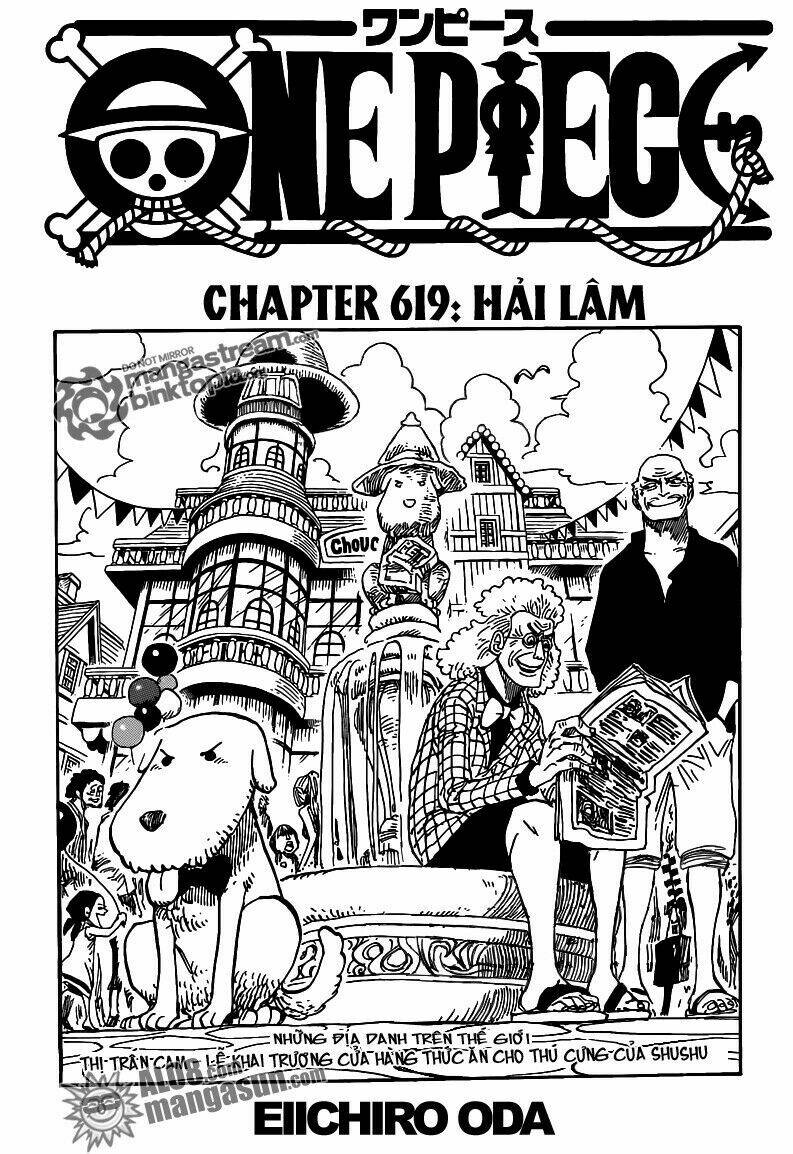 ワンピース
ONE PIECE
CHAPTER 619: HẢI LÂM
DO NOT MIRROR
mangastream.com
binktopia.org
Chouc
NHỮNG ĐỊA DANH TRÊN THẾ GIỚI
THỊ TRẤN CAM LỄ KHAI TRƯƠNG CỬA HÀNG THỨC ĂN CHO THÚ CƯNG CỦA SHUSHU
mangasun.com
EIICHIRO ODA